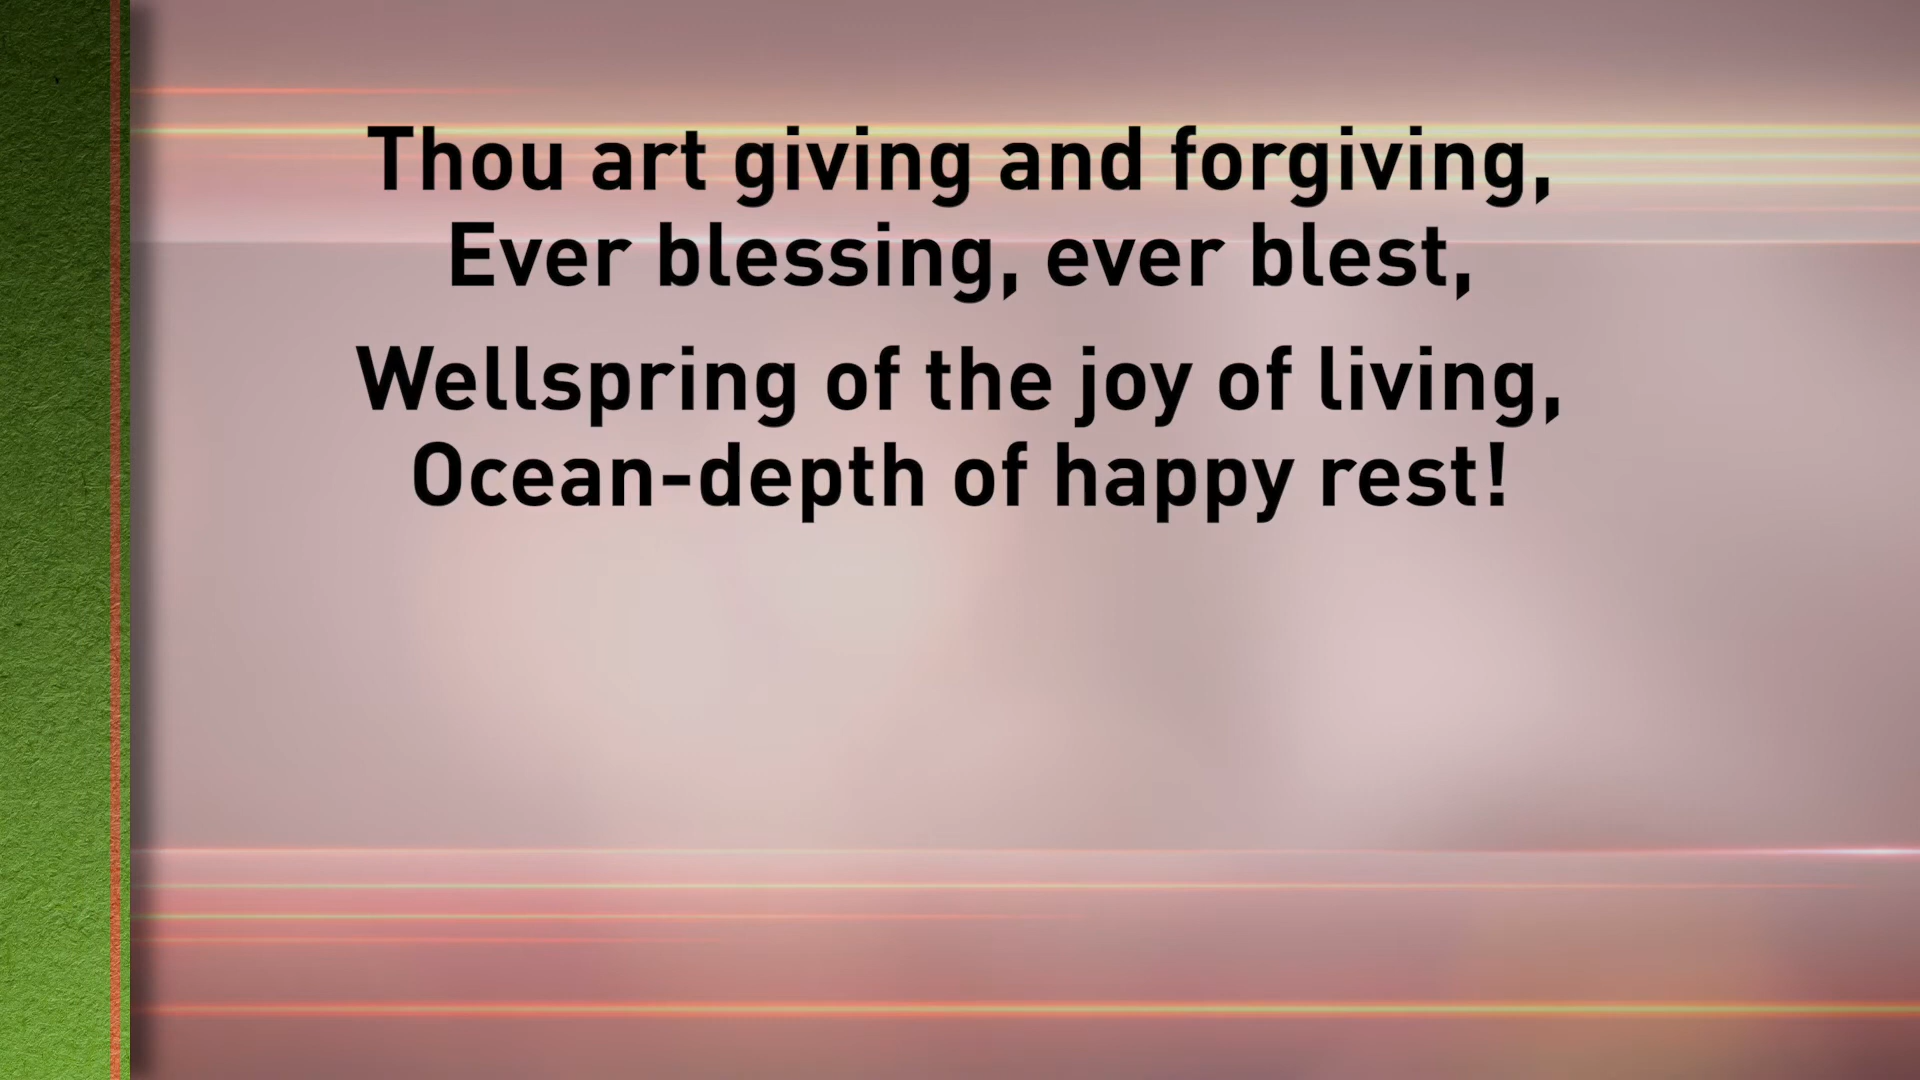 Thou art giving and forgiving,
Ever blessing, ever blest,
Wellspring of the joy of living,
Ocean-depth of happy rest!